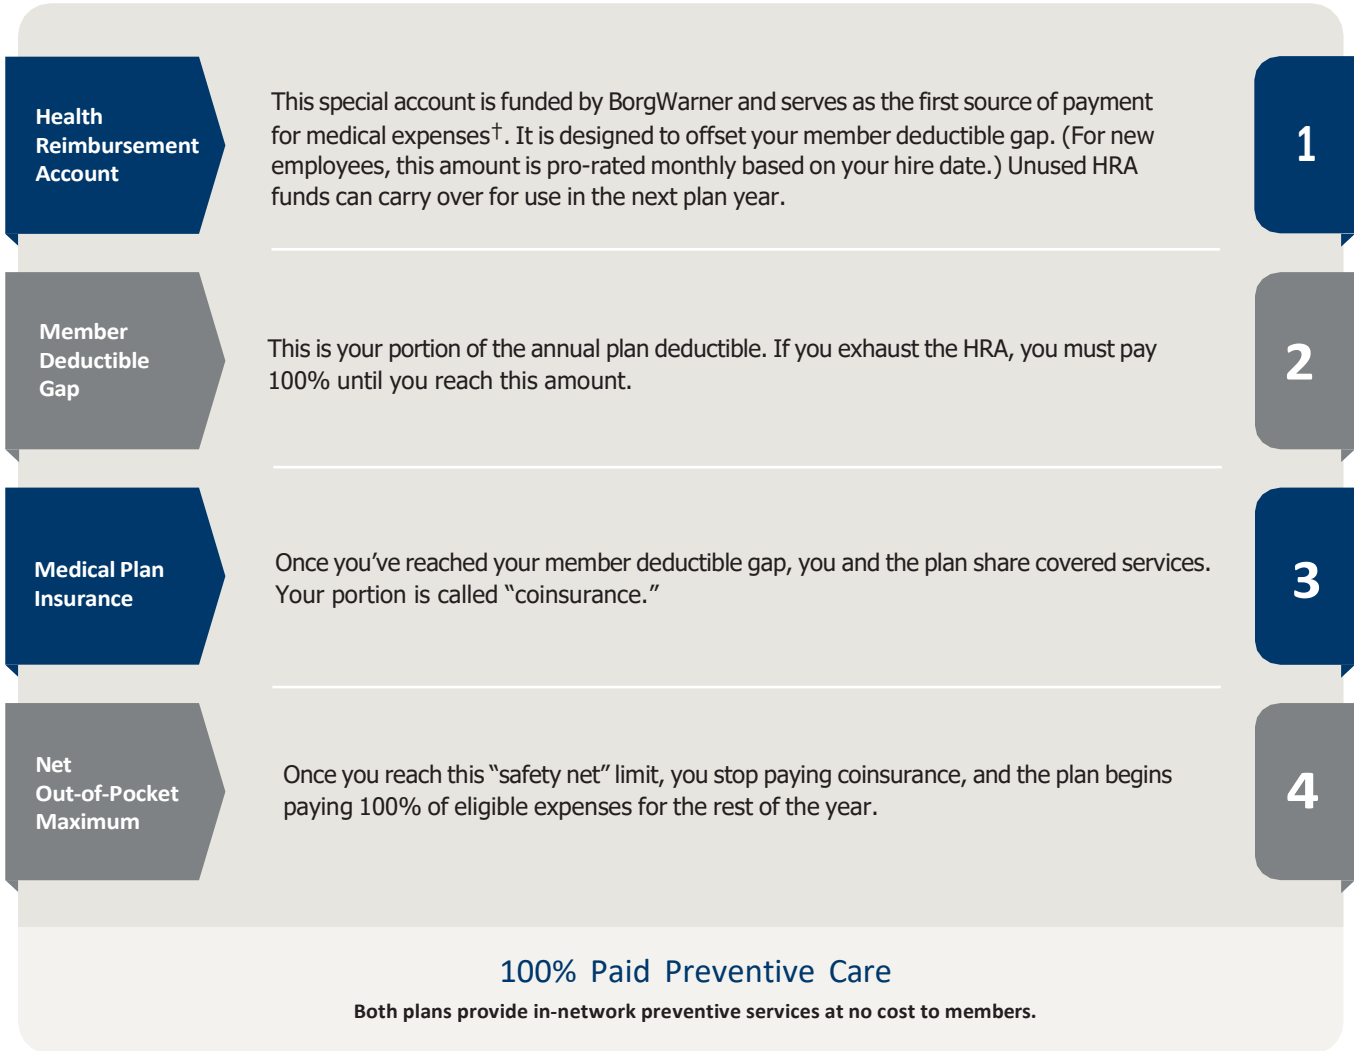 Health
Reimbursement
Account
This special account is funded by BorgWarner and serves as the first source of payment
for medical expenses†. It is designed to offset your member deductible gap. (For new
employees, this amount is pro-rated monthly based on your hire date.) Unused HRA
funds can carry over for use in the next plan year.
1
Member
Deductible
Gap
This is your portion of the annual plan deductible. If you exhaust the HRA, you must pay
100% until you reach this amount.
2
Medical Plan
Insurance
Once you’ve reached your member deductible gap, you and the plan share covered services.
Your portion is called “coinsurance.”
3
Net
Out-of-Pocket
Maximum
Once you reach this “safety net” limit, you stop paying coinsurance, and the plan begins
paying 100% of eligible expenses for the rest of the year.
4
100% Paid Preventive Care
Both plans provide in-network preventive services at no cost to members.